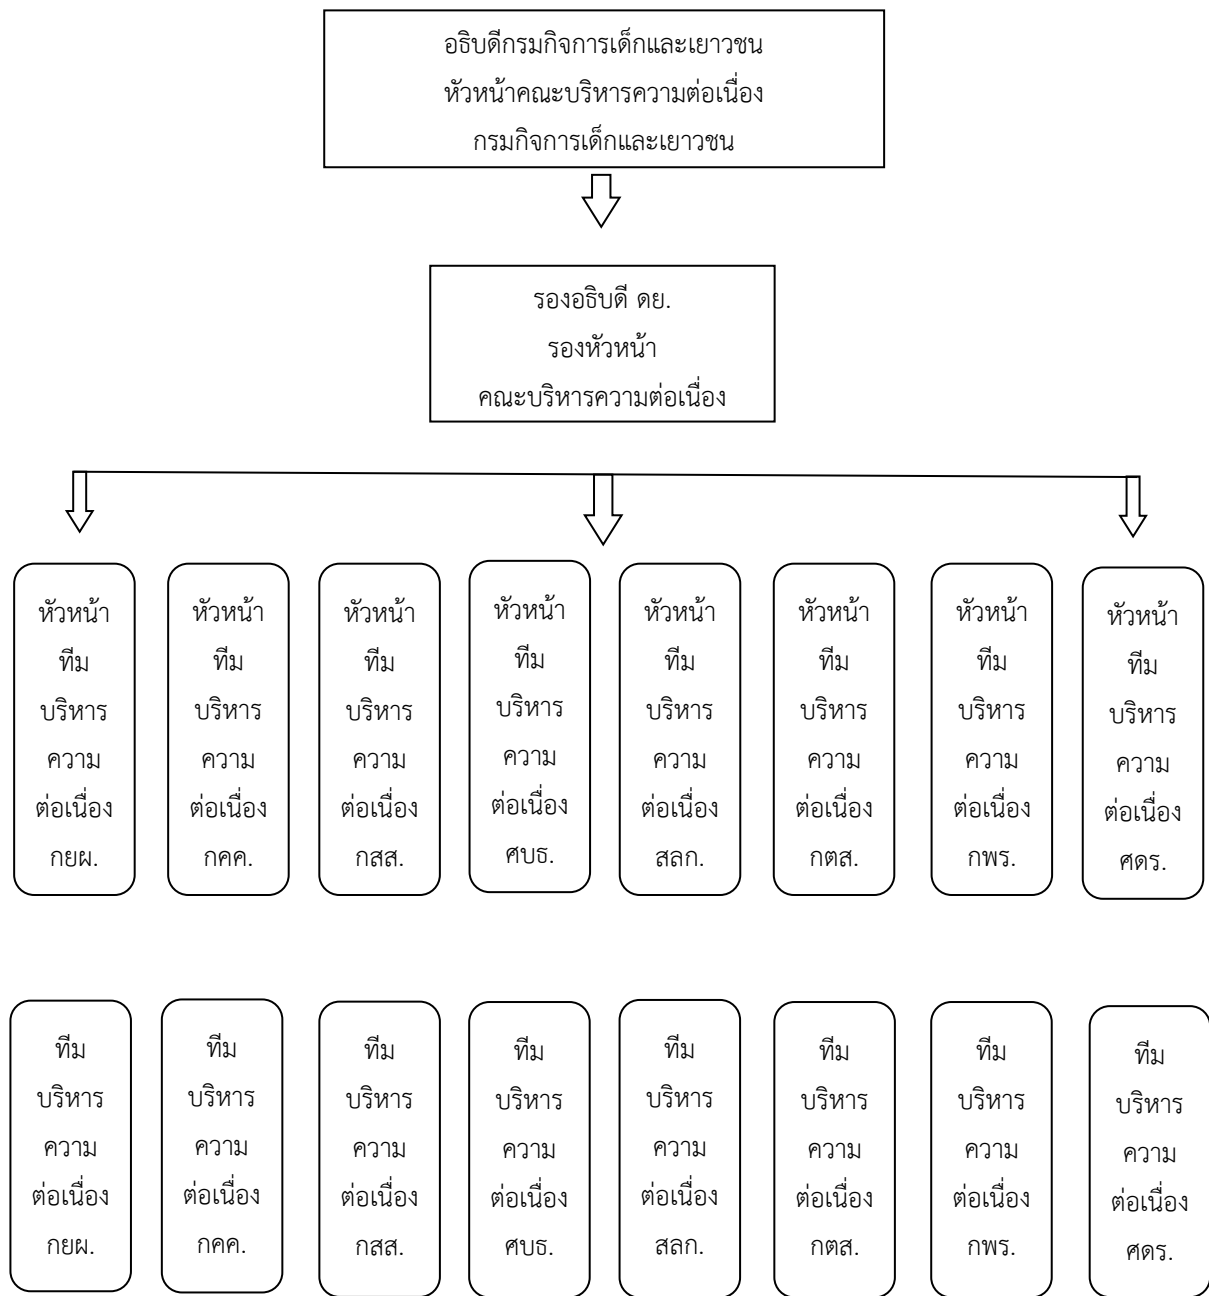 อธิบดีกรมกิจการเด็กและเยาวชน
หัวหน้าคณะบริหารความต่อเนื่อง
กรมกิจการเด็กและเยาวชน
รองอธิบดี ดย.
รองหัวหน้า
คณะบริหารความต่อเนื่อง
หัวหน้า
ทีม
บริหาร
ความ
ต่อเนื่อง
กยผ.
หัวหน้า
ทีม
บริหาร
ความ
ต่อเนื่อง
กคค.
หัวหน้า
ทีม
บริหาร
ความ
ต่อเนื่อง
กสส.
หัวหน้า
ทีม
บริหาร
ความ
ต่อเนื่อง
ศบธ.
หัวหน้า
ทีม
บริหาร
ความ
ต่อเนื่อง
สลก.
หัวหน้า
ทีม
บริหาร
ความ
ต่อเนื่อง
กตส.
หัวหน้า
ทีม
บริหาร
ความ
ต่อเนื่อง
กพร.
หัวหน้า
ทีม
บริหาร
ความ
ต่อเนื่อง
ศดร.
ทีม
บริหาร
ความ
ต่อเนื่อง
กยผ.
ทีม
บริหาร
ความ
ต่อเนื่อง
กคค.
ทีม
บริหาร
ความ
ต่อเนื่อง
กสส.
ทีม
บริหาร
ความ
ต่อเนื่อง
ศบธ.
ทีม
บริหาร
ความ
ต่อเนื่อง
สลก.
ทีม
บริหาร
ความ
ต่อเนื่อง
กตส.
ทีม
บริหาร
ความ
ต่อเนื่อง
กพร.
ทีม
บริหาร
ความ
ต่อเนื่อง
ศดร.